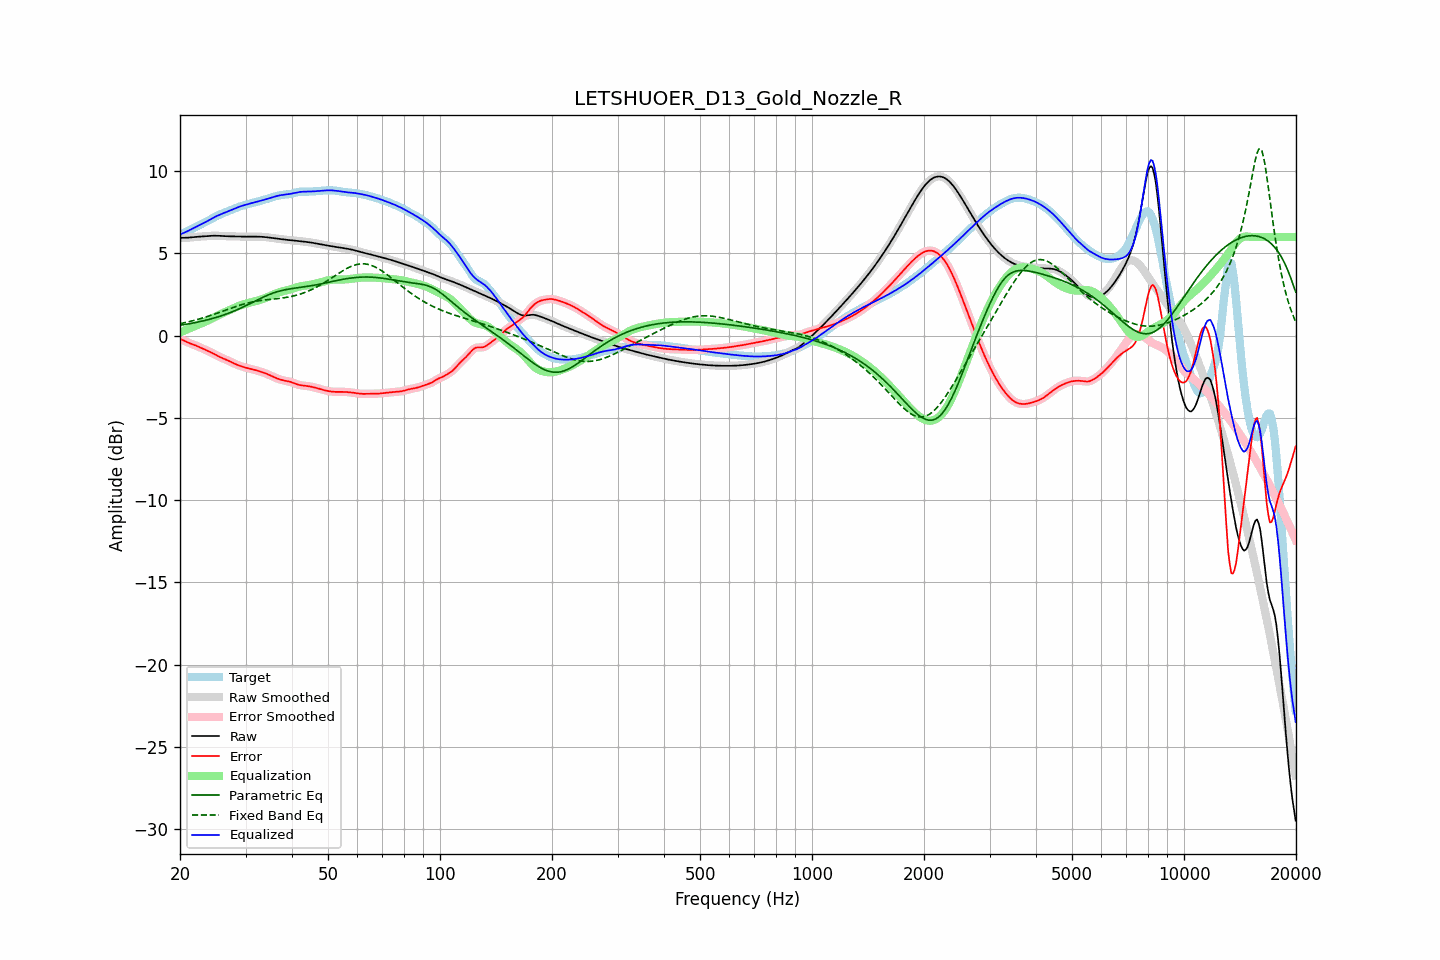 LETSHUOER_D13_Gold_Nozzle_R
Amplitude (dBr)
10
5
0
−5
−10
−15
−20
−25
−30
Target
Raw Smoothed
Error Smoothed
Raw
Error
Equalization
Parametric Eq
Fixed Band Eq
Equalized
20 50 100 200 500 1000 2000 5000 10000 20000
Frequency (Hz)